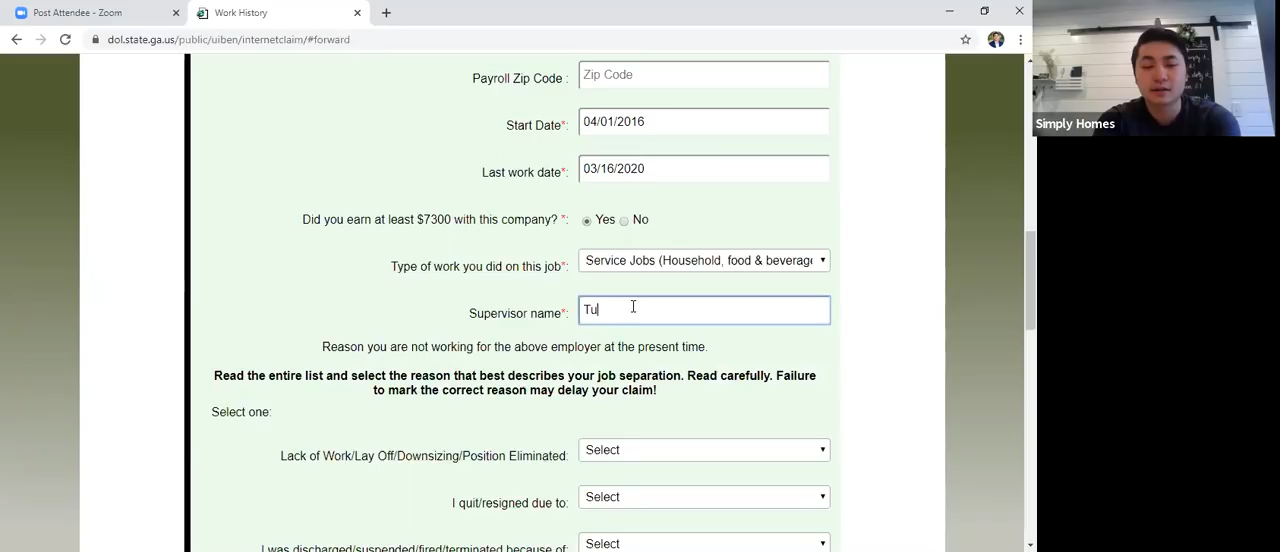 Post Attendee - Zoom
Work History
dol.state.ga.us/public/uiben/internetclaim/#forward
Simply Homes
Payroll Zip Code :
Zip Code
Start Date*:
04/01/2016
Last work date*:
03/16/2020
Did you earn at least $7300 with this company? *:
Yes
No
Type of work you did on this job*:
Service Jobs (Household, food & beverage
Supervisor name*:
Tu
Reason you are not working for the above employer at the present time.
Read the entire list and select the reason that best describes your job separation. Read carefully. Failure
to mark the correct reason may delay your claim!
Select one:
Lack of Work/Lay Off/Downsizing/Position Eliminated:
Select
I quit/resigned due to:
Select
I was discharged/suspended/fired/terminated because of:
Select